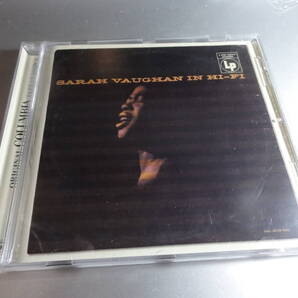 SARAH VAUGHAN IN HI-FI
LP
ORIGINAL COLUMBIA